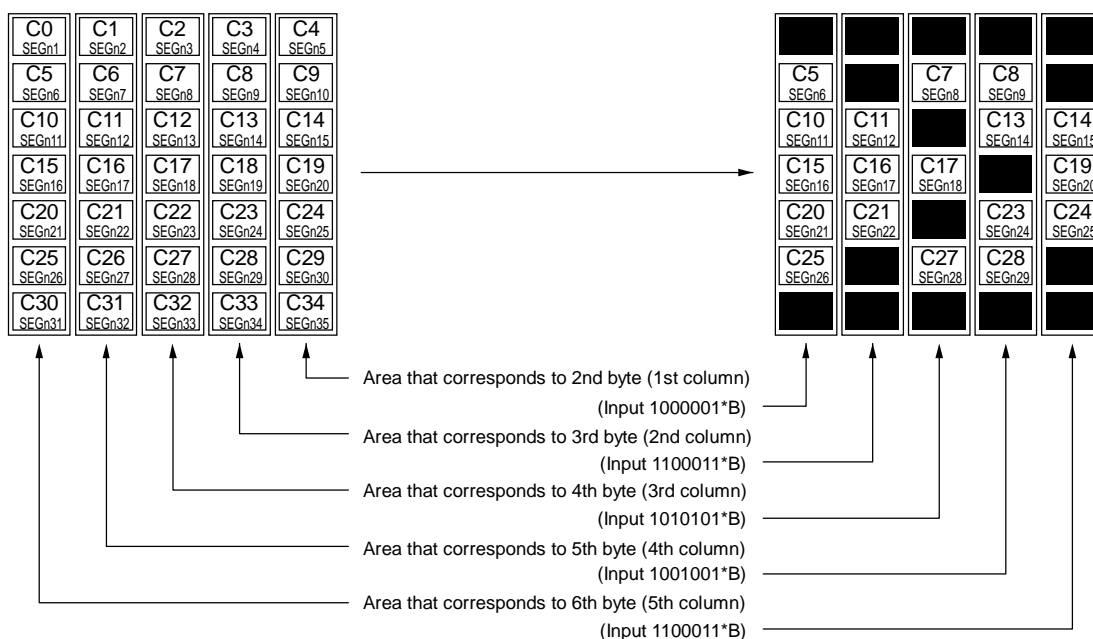 C0 C1 C2 C3 C4
SEGn1 SEGn2 SEGn3 SEGn4 SEGn5
C5 C6 C7 C8 C9
SEGn6 SEGn7 SEGn8 SEGn9 SEGn10
C10 C11 C12 C13 C14
SEGn11 SEGn12 SEGn13 SEGn14 SEGn15
C15 C16 C17 C18 C19
SEGn16 SEGn17 SEGn18 SEGn19 SEGn20
C20 C21 C22 C23 C24
SEGn21 SEGn22 SEGn23 SEGn24 SEGn25
C25 C26 C27 C28 C29
SEGn26 SEGn27 SEGn28 SEGn29 SEGn30
C30 C31 C32 C33 C34
SEGn31 SEGn32 SEGn33 SEGn34 SEGn35
C5 C7 C8
SEGn6 SEGn8 SEGn9
C10 C11 C13 C14
SEGn11 SEGn12 SEGn14 SEGn15
C15 C16 C17 C19
SEGn16 SEGn17 SEGn18 SEGn20
C20 C21 C23 C24
SEGn21 SEGn22 SEGn24 SEGn25
C25 C27 C28
SEGn26 SEGn28 SEGn29
Area that corresponds to 2nd byte (1st column)
(Input 1000001*B)
Area that corresponds to 3rd byte (2nd column)
(Input 1100011*B)
Area that corresponds to 4th byte (3rd column)
(Input 1010101*B)
Area that corresponds to 5th byte (4th column)
(Input 1001001*B)
Area that corresponds to 6th byte (5th column)
(Input 1100011*B)